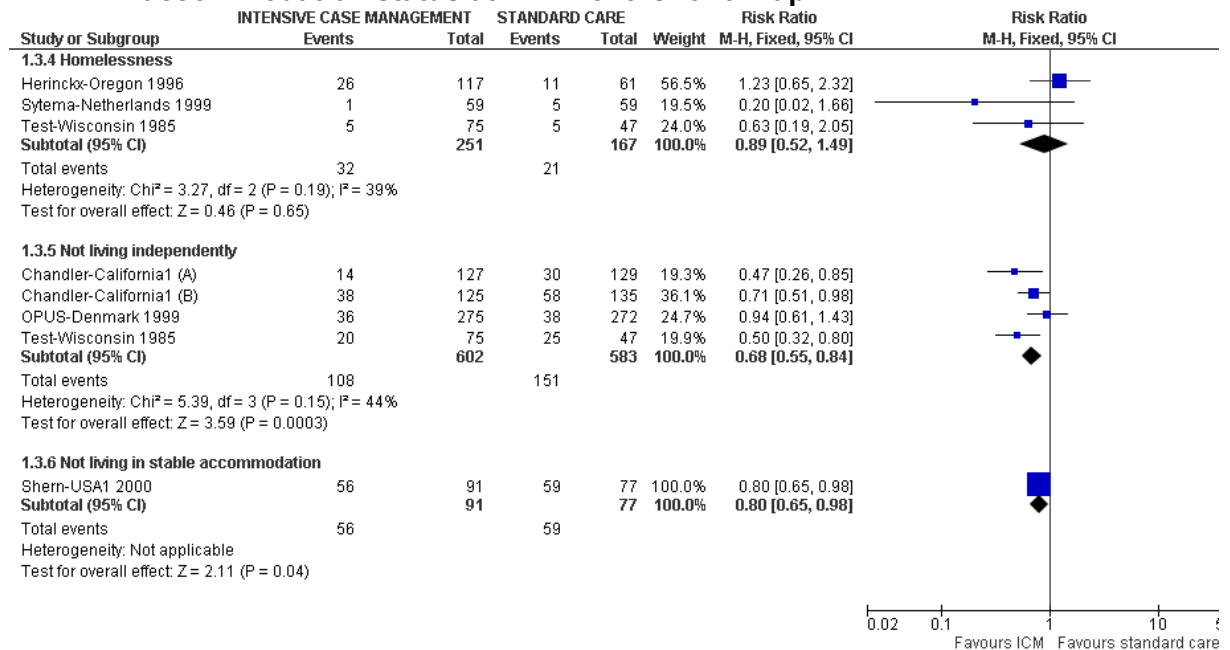 INTENSIVE CASE MANAGEMENT STANDARD CARE Risk Ratio Risk Ratio
Study or Subgroup Events Total Events Total Weight M-H, Fixed, 95% CI M-H, Fixed, 95% CI
1.3.4 Homelessness
Herinckx-Oregon 1996 26 117 11 61 56.5% 1.23 [0.65, 2.32]
Sytema-Netherlands 1999 1 59 5 59 19.5% 0.20 [0.02, 1.66]
Test-Wisconsin 1985 5 75 5 47 24.0% 0.63 [0.19, 2.05]
Subtotal (95% CI) 251 167 100.0% 0.89 [0.52, 1.49]
Total events 32 21
Heterogeneity: Chi² = 3.27, df = 2 (P = 0.19); I² = 39%
Test for overall effect: Z = 0.46 (P = 0.65)
1.3.5 Not living independently
Chandler-California1 (A) 14 127 30 129 19.3% 0.47 [0.26, 0.85]
Chandler-California1 (B) 38 125 58 135 36.1% 0.71 [0.51, 0.98]
OPUS-Denmark 1999 36 275 38 272 24.7% 0.94 [0.61, 1.43]
Test-Wisconsin 1985 20 75 25 47 19.9% 0.50 [0.32, 0.80]
Subtotal (95% CI) 602 583 100.0% 0.68 [0.55, 0.84]
Total events 108 151
Heterogeneity: Chi² = 5.39, df = 3 (P = 0.15); I² = 44%
Test for overall effect: Z = 3.59 (P = 0.0003)
1.3.6 Not living in stable accommodation
Shern-USA1 2000 56 91 59 77 100.0% 0.80 [0.65, 0.98]
Subtotal (95% CI) 91 77 100.0% 0.80 [0.65, 0.98]
Total events 56 59
Heterogeneity: Not applicable
Test for overall effect: Z = 2.11 (P = 0.04)
0.02 0.1 1 10
Favours ICM Favours standard care